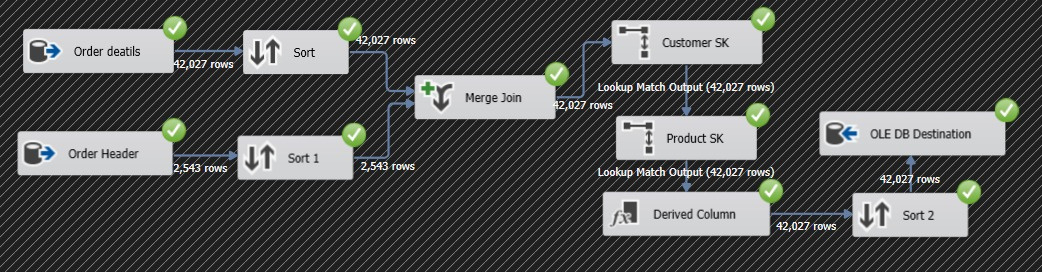 Order deatils
42,027 rows
Sort
42,027 rows
Order Header
2,543 rows
Sort 1
2,543 rows
Merge Join
42,027 rows
Customer SK
Lookup Match Output (42,027 rows)
Product SK
Lookup Match Output (42,027 rows)
fx
Derived Column
42,027 rows
Sort 2
42,027 rows
OLE DB Destination